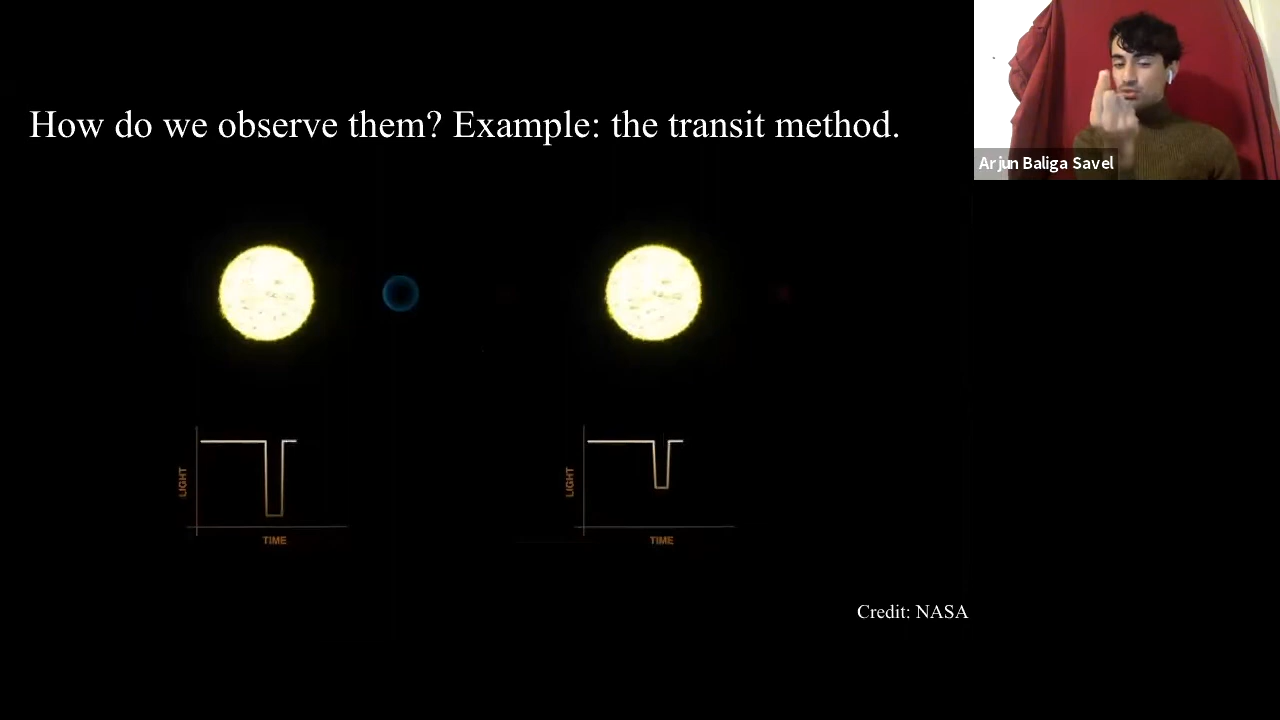 How do we observe them? Example: the transit method.
Arjun Baliga Savel
LIGHT
TIME
LIGHT
TIME
Credit: NASA